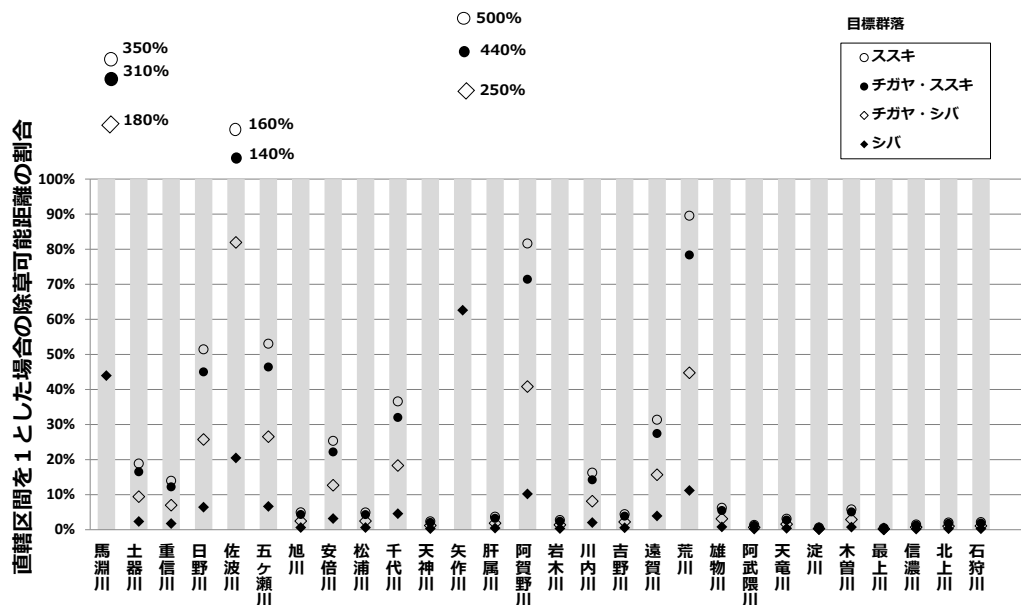 500%
350%
目標群落
310%
440%
ススキ
チガヤ・ススキ
250%
チガヤ・シバ
180%
160%
シバ
140%
直轄区間を1とした場合の除草可能距離の割合
100%
90%
80%
70%
60%
50%
40%
30%
20%
10%
0%
馬淵川
土器川
重信川
日野川
佐波川
五ヶ瀬川
旭川
安倍川
松浦川
千代川
天神川
矢作川
肝属川
阿賀野川
岩木川
川内川
吉野川
遠賀川
荒川
雄物川
阿武隈川
天竜川
淀川
木曽川
最上川
信濃川
北上川
石狩川